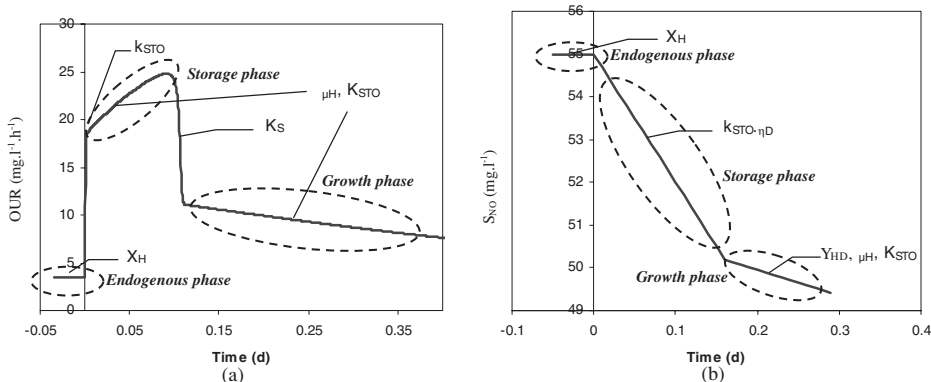 a
30
25
20
15
10
5
0
OUR (mg.l⁻¹.h⁻¹)
kSTO
Storage phase
μH, KSTO
KS
Growth phase
XH
Endogenous phase
-0.05
0.05
0.15
0.25
0.35
Time (d)
(a)
b
56
55
54
53
52
51
50
49
SNO (mg.l⁻¹)
XH
Endogenous phase
kSTO.ηD
Storage phase
Growth phase
YHD, μH, KSTO
-0.1
0
0.1
0.2
0.3
0.4
Time (d)
(b)